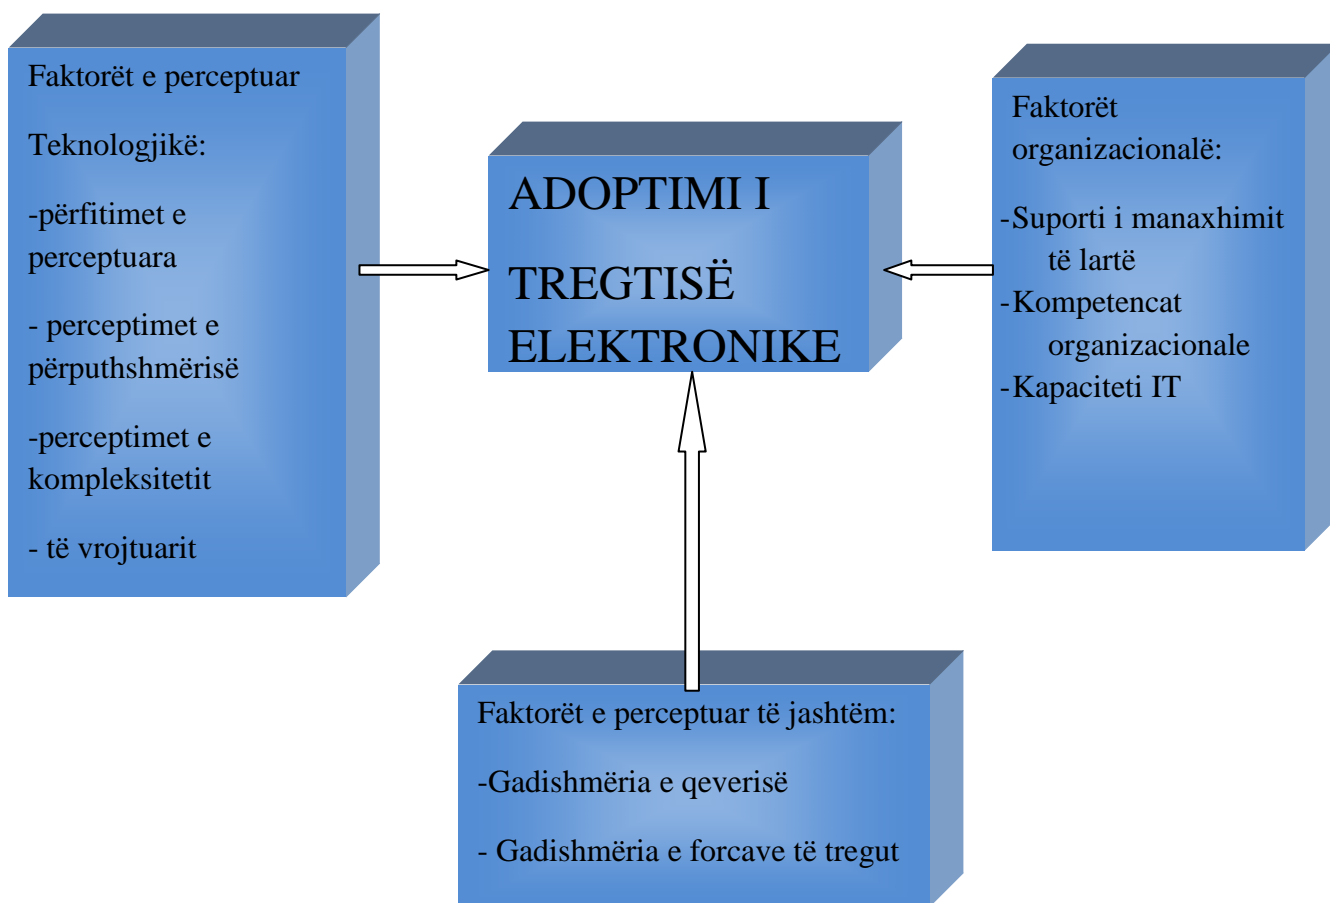 Faktorët e perceptuar
Teknologjikë:
-përfitimet e
perceptuara
- perceptimet e
përputhshmërisë
-perceptimet e
kompleksitetit
- të vrojtuarit
ADOPTIMI I
TREGTISË
ELEKTRONIKE
Faktorët
organizacionalë:
-Suporti i manaxhimit
të lartë
-Kompetencat
organizacionale
-Kapaciteti IT
Faktorët e perceptuar të jashtëm:
-Gadishmëria e qeverisë
- Gadishmëria e forcave të tregut